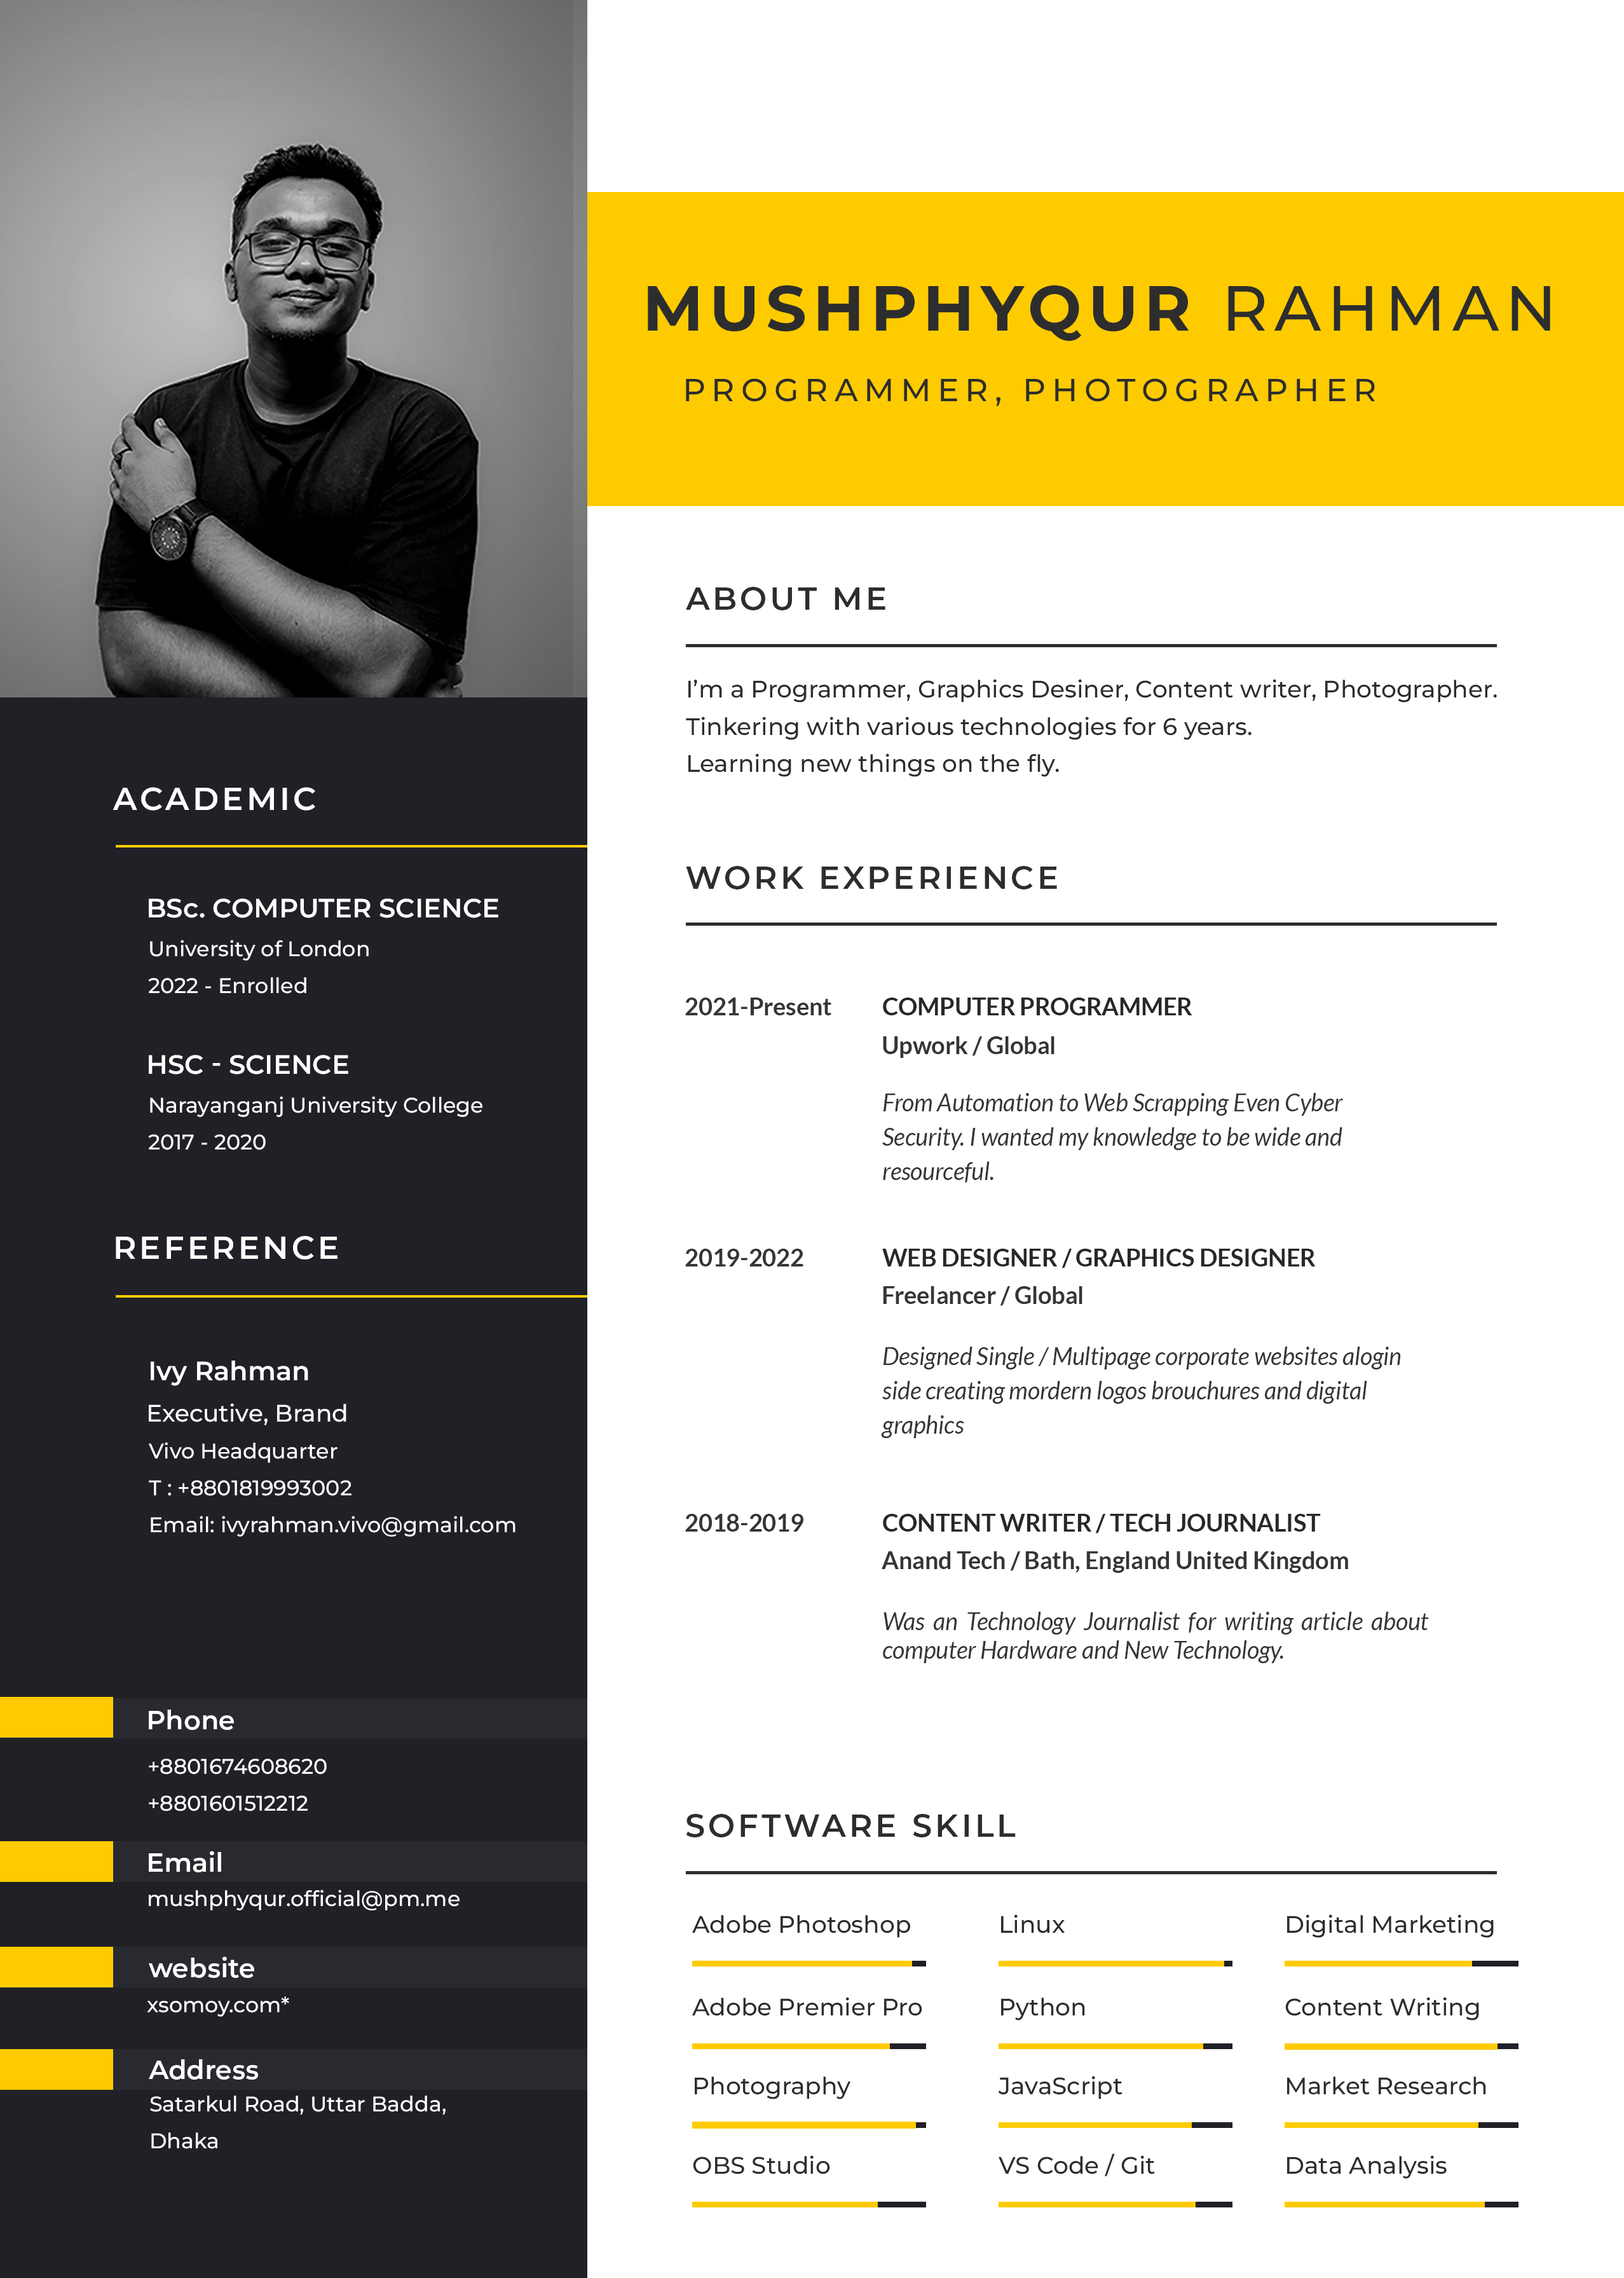 MUSHPHYQUR RAHMAN
PROGRAMMER, PHOTOGRAPHER
ACADEMIC
BSc. COMPUTER SCIENCE
University of London
2022 - Enrolled
HSC - SCIENCE
Narayanganj University College
2017 - 2020
REFERENCE
Ivy Rahman
Executive, Brand
Vivo Headquarter
T : +8801819993002
Email: ivyrahman.vivo@gmail.com
Phone
+8801674608620
+8801601512212
Email
mushphyqur.official@pm.me
website
xsomoy.com*
Address
Satarkul Road, Uttar Badda,
Dhaka
ABOUT ME
I’m a Programmer, Graphics Desiner, Content writer, Photographer.
Tinkering with various technologies for 6 years.
Learning new things on the fly.
WORK EXPERIENCE
2021-Present COMPUTER PROGRAMMER
Upwork / Global
From Automation to Web Scrapping Even Cyber
Security. I wanted my knowledge to be wide and
resourceful.
2019-2022 WEB DESIGNER / GRAPHICS DESIGNER
Freelancer / Global
Designed Single / Multipage corporate websites alogin
side creating mordern logos brouchures and digital
graphics
2018-2019 CONTENT WRITER / TECH JOURNALIST
Anand Tech / Bath, England United Kingdom
Was an Technology Journalist for writing article about
computer Hardware and New Technology.
SOFTWARE SKILL
Adobe Photoshop Linux Digital Marketing
Adobe Premier Pro Python Content Writing
Photography JavaScript Market Research
OBS Studio VS Code / Git Data Analysis